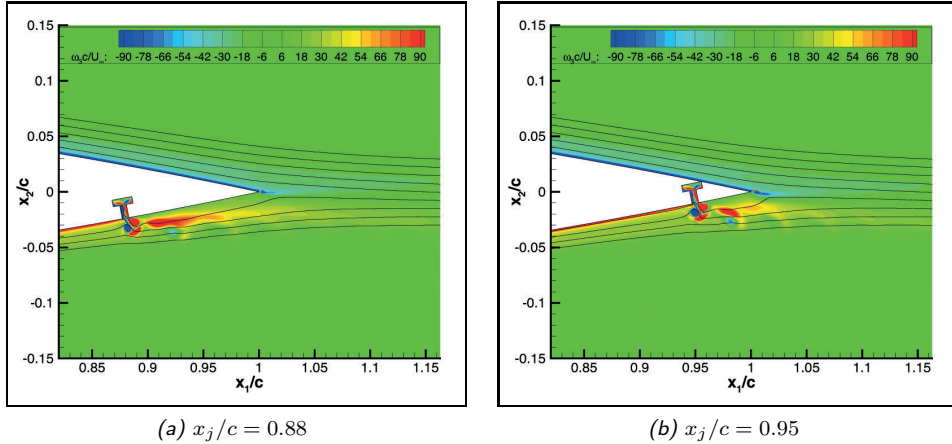 0.15
ω₃c/U∞: -90 -78 -66 -54 -42 -30 -18 -6 6 18 30 42 54 66 78 90
0.1
0.05
0
-0.05
-0.1
-0.15
x₂/c
0.85 0.9 0.95 1 1.05 1.1 1.15
x₁/c
(a) xⱼ/c = 0.88
0.15
ω₃c/U∞: -90 -78 -66 -54 -42 -30 -18 -6 6 18 30 42 54 66 78 90
0.1
0.05
0
-0.05
-0.1
-0.15
x₂/c
0.85 0.9 0.95 1 1.05 1.1 1.15
x₁/c
(b) xⱼ/c = 0.95